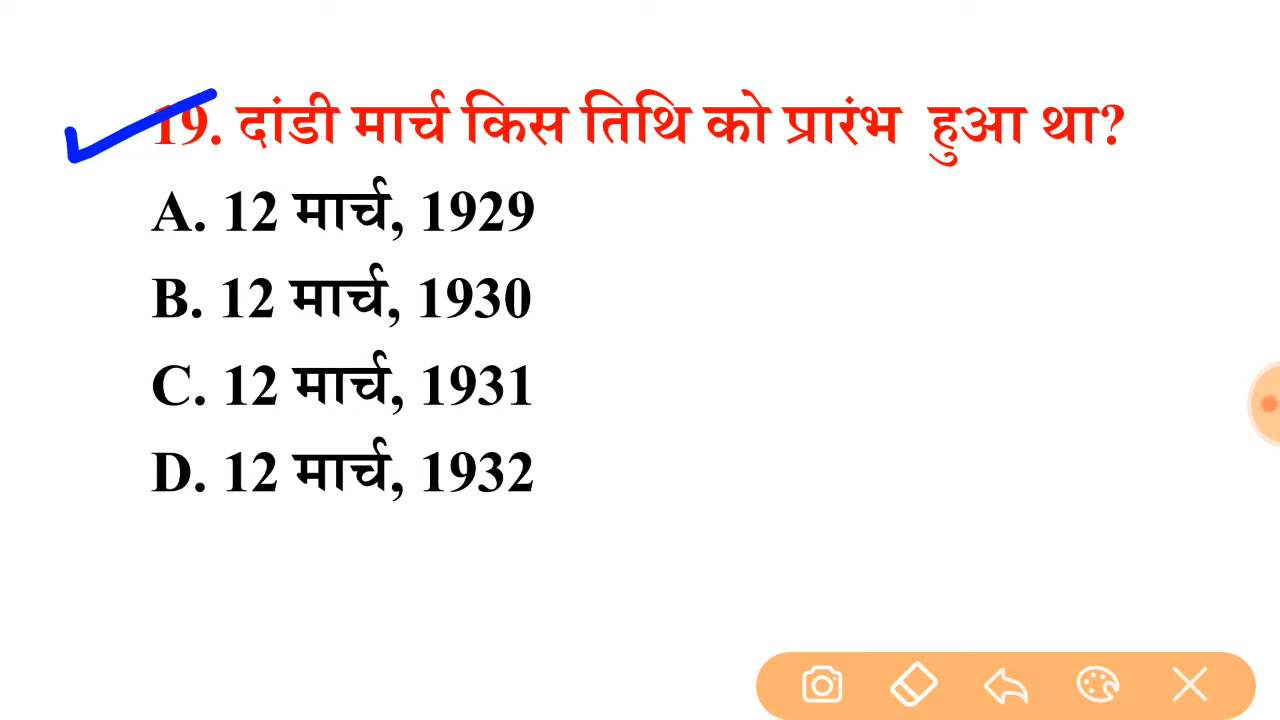 19. दांडी मार्च किस तिथि को प्रारंभ हुआ था?
A. 12 मार्च, 1929
B. 12 मार्च, 1930
C. 12 मार्च, 1931
D. 12 मार्च, 1932